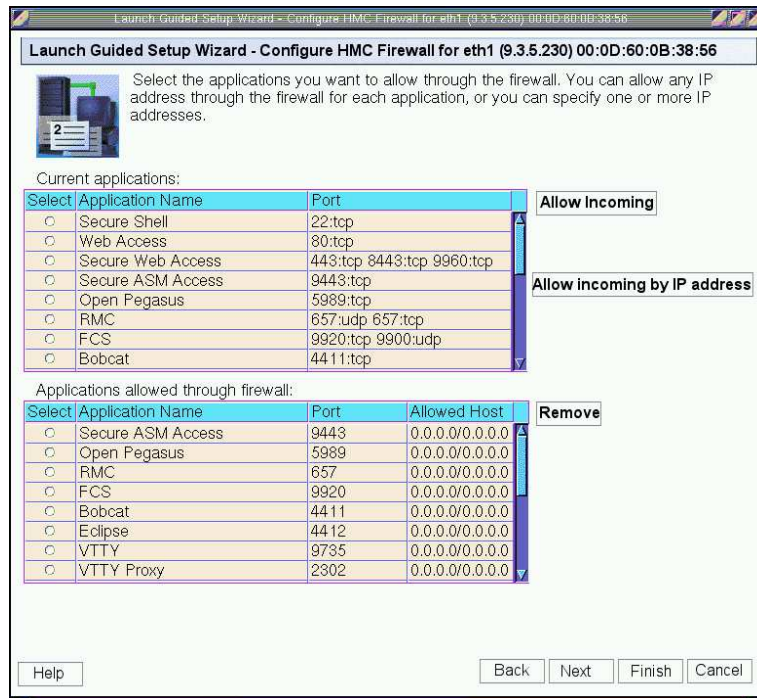 Launch Guided Setup Wizard - Configure HMC Firewall for eth1 (9.3.5.230) 00:0D:60:0B:38:56
Launch Guided Setup Wizard - Configure HMC Firewall for eth1 (9.3.5.230) 00:0D:60:0B:38:56
Select the applications you want to allow through the firewall. You can allow any IP
address through the firewall for each application, or you can specify one or more IP
addresses.
2
Current applications:
Select Application Name Port
Secure Shell 22:tcp
Web Access 80:tcp
Secure Web Access 443:tcp 8443:tcp 9960:tcp
Secure ASM Access 9443:tcp
Open Pegasus 5989:tcp
RMC 657:udp 657:tcp
FCS 9920:tcp 9900:udp
Bobcat 4411:tcp
Allow Incoming
Allow incoming by IP address
Applications allowed through firewall:
Select Application Name Port Allowed Host
Secure ASM Access 9443 0.0.0.0/0.0.0.0
Open Pegasus 5989 0.0.0.0/0.0.0.0
RMC 657 0.0.0.0/0.0.0.0
FCS 9920 0.0.0.0/0.0.0.0
Bobcat 4411 0.0.0.0/0.0.0.0
Eclipse 4412 0.0.0.0/0.0.0.0
VTTY 9735 0.0.0.0/0.0.0.0
VTTY Proxy 2302 0.0.0.0/0.0.0.0
Remove
Help Back Next Finish Cancel